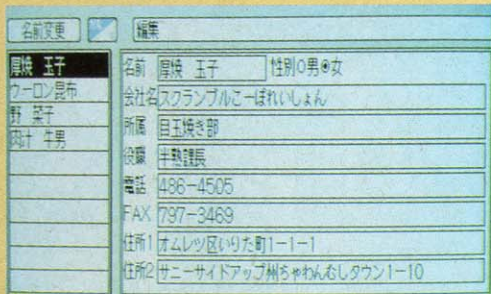 名前変更 編集
厚焼 玉子
ウーロン昆布
野 菜子
肉汁 牛男
名前 厚焼 玉子 性別○男◉女
会社名 スクランブルこーぽれいしょん
所属 目玉焼き部
役職 半熟課長
電話 486-4505
FAX 797-3469
住所1 オムレツ区いりた町1-1-1
住所2 サニーサイドアップ州ちゃわんむしタウン1-10